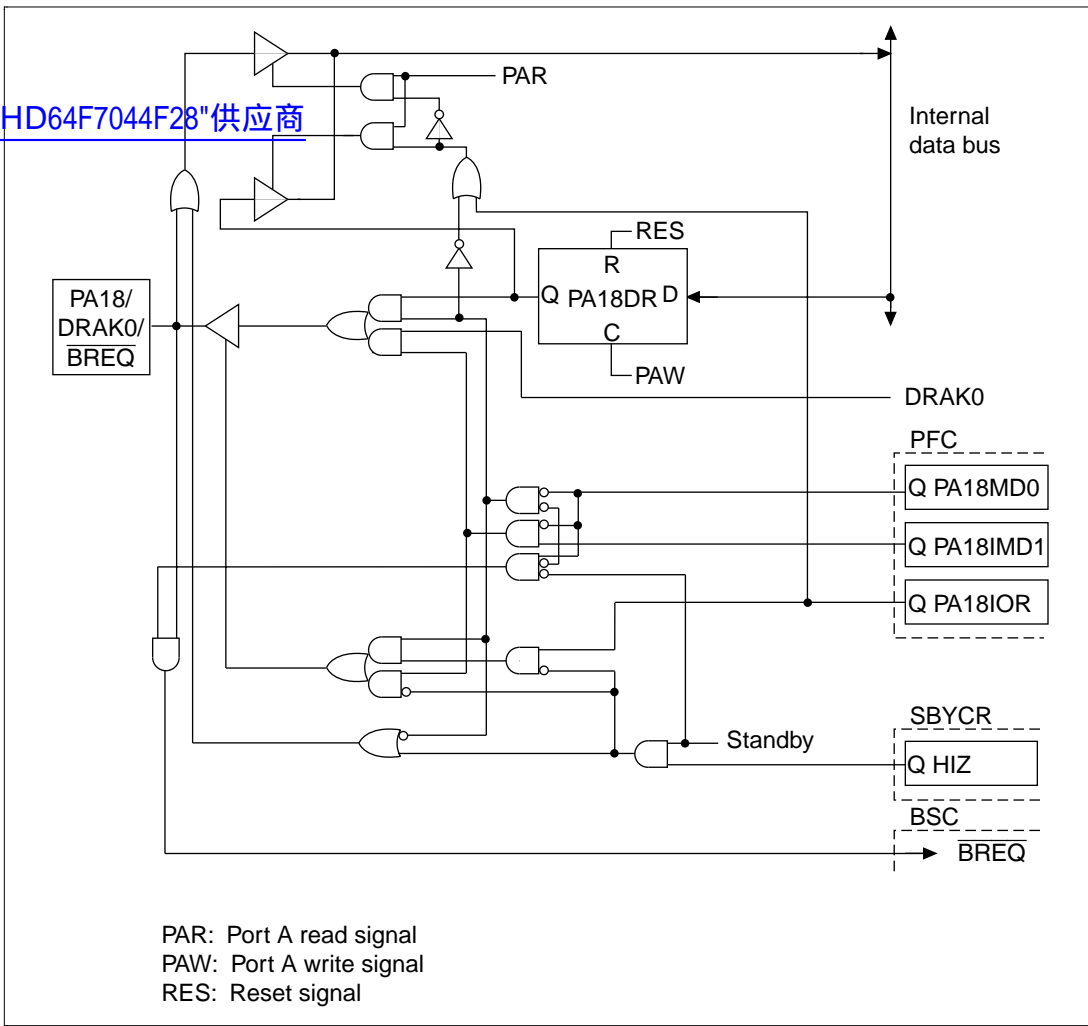 PAR
HD64F7044F28"供应商
Internal
data bus
RES
R
Q PA18DR D
C
PAW
PA18/
DRAK0/
BREQ
DRAK0
PFC
Q PA18MD0
Q PA18IMD1
Q PA18IOR
SBYCR
Standby
Q HIZ
BSC
BREQ
PAR: Port A read signal
PAW: Port A write signal
RES: Reset signal